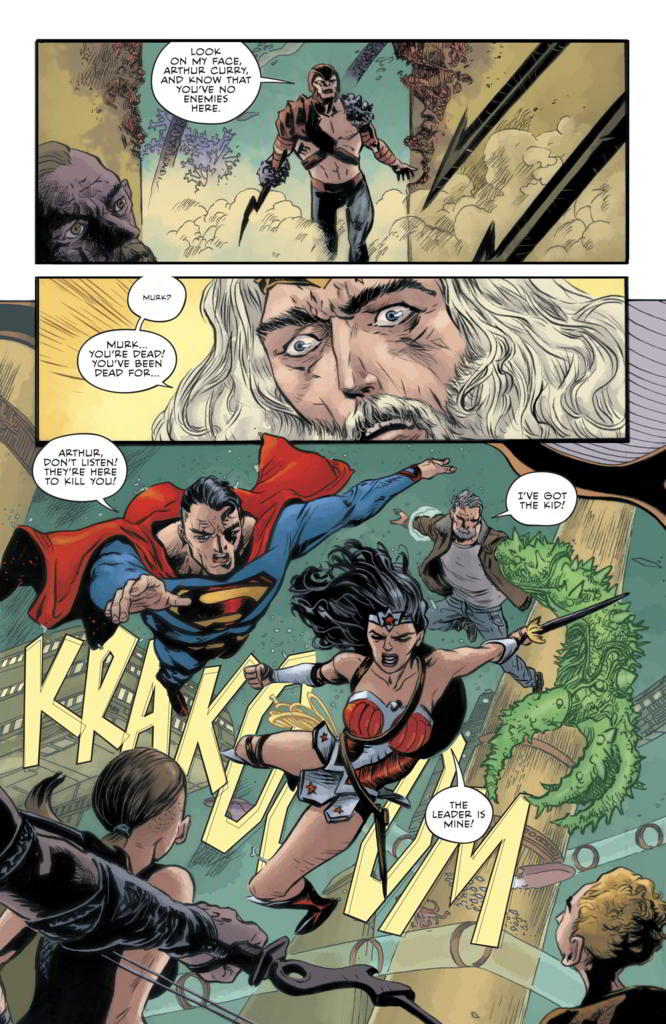 LOOK
ON MY FACE,
ARTHUR CURRY,
AND KNOW THAT
YOU'VE NO
ENEMIES
HERE.
MURK?
MURK...
YOU'RE DEAD!
YOU'VE BEEN
DEAD FOR...
ARTHUR,
DON'T LISTEN!
THEY'RE HERE
TO KILL YOU!
I'VE GOT
THE KID!
KRAKOOOM
THE
LEADER IS
MINE!